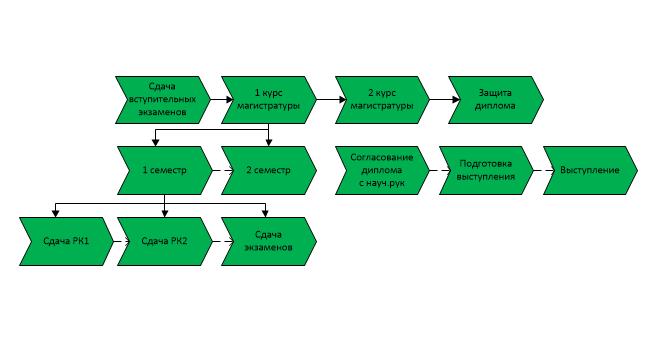 Сдача
вступительных
экзаменов
1 курс
магистратуры
2 курс
магистратуры
Защита
диплома
1 семестр
2 семестр
Согласование
диплома
с науч.рук
Подготовка
выступления
Выступление
Сдача РК1
Сдача РК2
Сдача
экзаменов